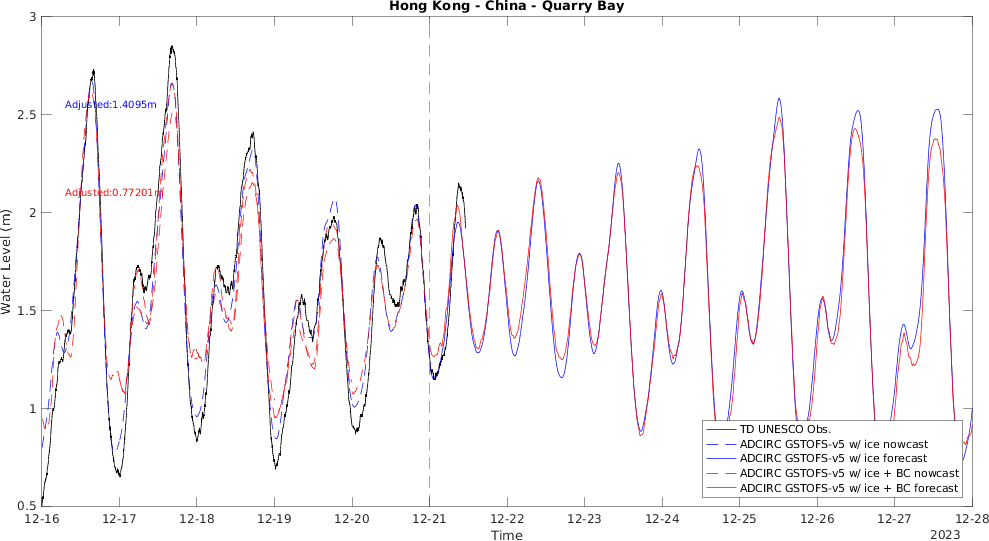 Hong Kong - China - Quarry Bay
3
2.5
2
1.5
1
0.5
Water Level (m)
Adjusted:1.4095m
Adjusted:0.77201m
TD UNESCO Obs.
ADCIRC GSTOFS-v5 w/ ice nowcast
ADCIRC GSTOFS-v5 w/ ice forecast
ADCIRC GSTOFS-v5 w/ ice + BC nowcast
ADCIRC GSTOFS-v5 w/ ice + BC forecast
12-16 12-17 12-18 12-19 12-20 12-21 12-22 12-23 12-24 12-25 12-26 12-27 12-28
Time
2023